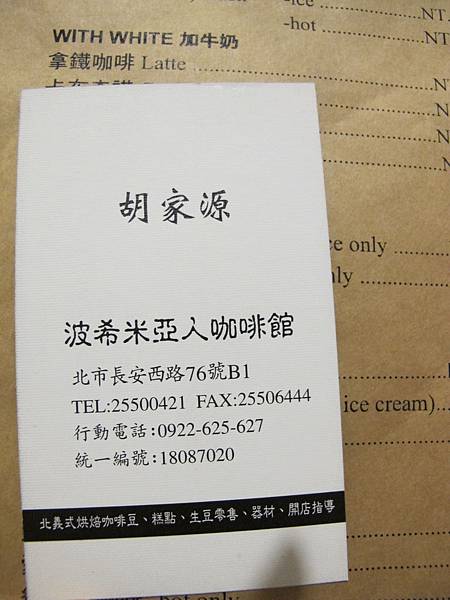 -ice
NT.
-hot
NT.
WITH WHITE 加牛奶
拿鐵咖啡 Latte
胡家源
e only
波希米亞人咖啡館
北市長安西路76號B1
TEL:25500421 FAX:25506444
ice cream)
行動電話:0922-625-627
統一編號:18087020
北義式烘焙咖啡豆、糕點、生豆零售、器材、開店指導